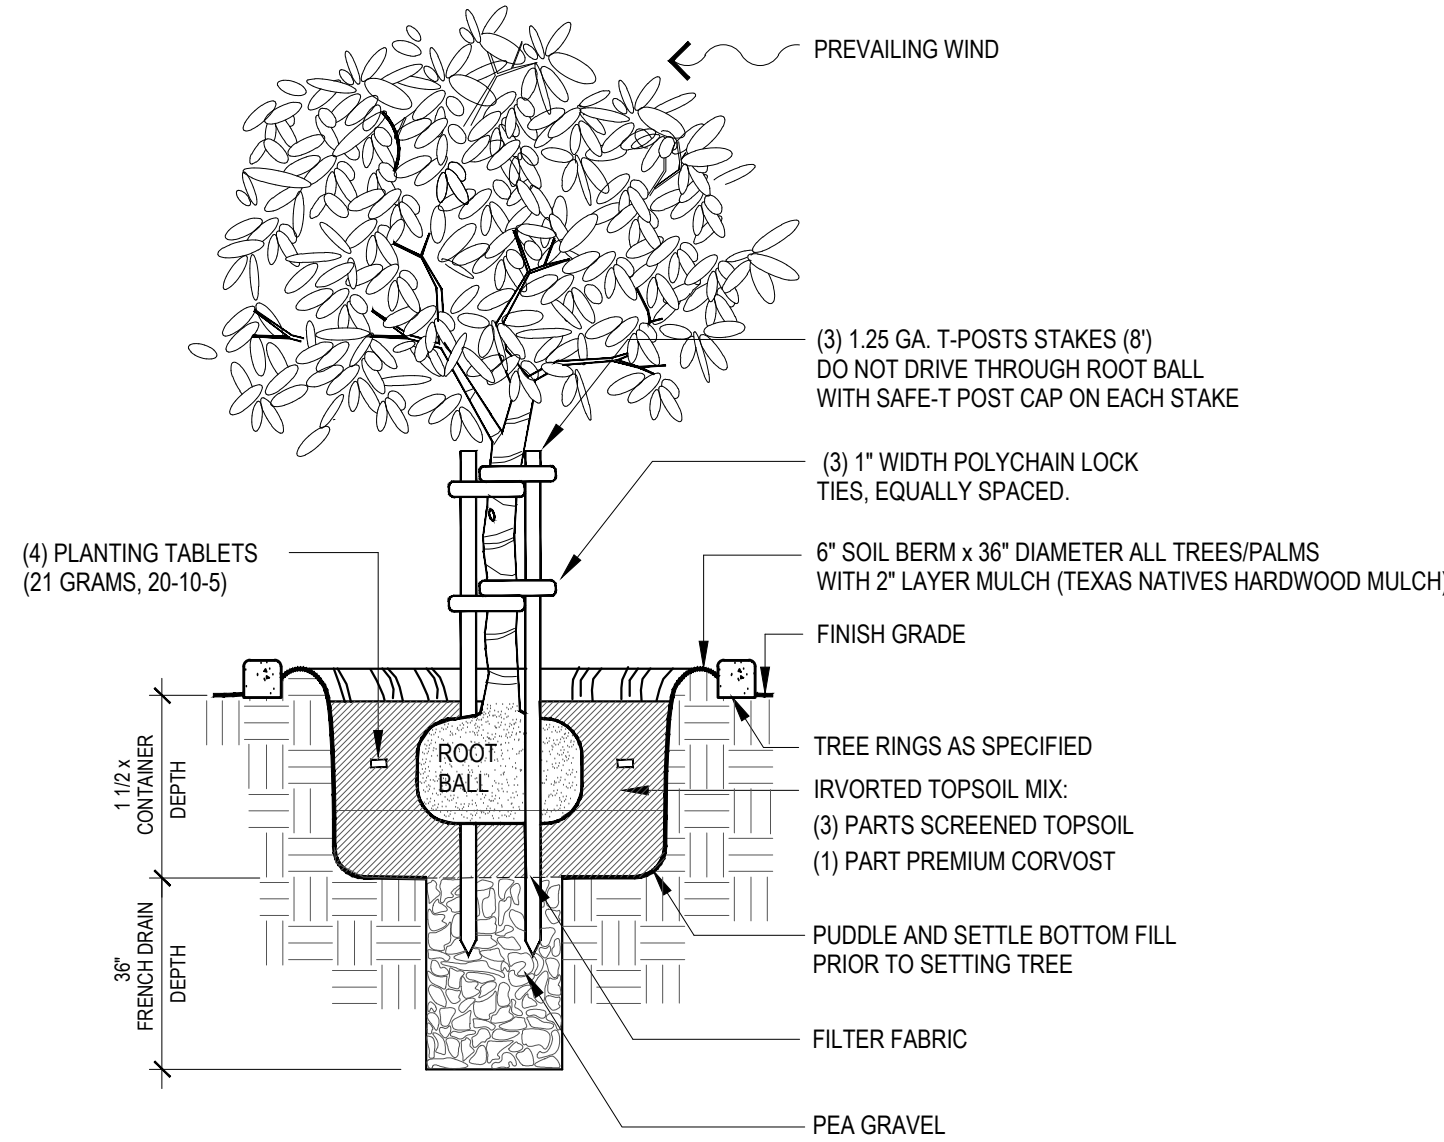 PREVAILING WIND
(3) 1.25 GA. T-POSTS STAKES (8')
DO NOT DRIVE THROUGH ROOT BALL
WITH SAFE-T POST CAP ON EACH STAKE
(3) 1" WIDTH POLYCHAIN LOCK
TIES, EQUALLY SPACED.
(4) PLANTING TABLETS
(21 GRAMS, 20-10-5)
6" SOIL BERM x 36" DIAMETER ALL TREES/PALMS
WITH 2" LAYER MULCH (TEXAS NATIVES HARDWOOD MULCH)
FINISH GRADE
ROOT
BALL
1 1/2 x
CONTAINER
DEPTH
TREE RINGS AS SPECIFIED
IRVORTED TOPSOIL MIX:
(3) PARTS SCREENED TOPSOIL
(1) PART PREMIUM CORVOST
36"
FRENCH DRAIN
DEPTH
PUDDLE AND SETTLE BOTTOM FILL
PRIOR TO SETTING TREE
FILTER FABRIC
PEA GRAVEL